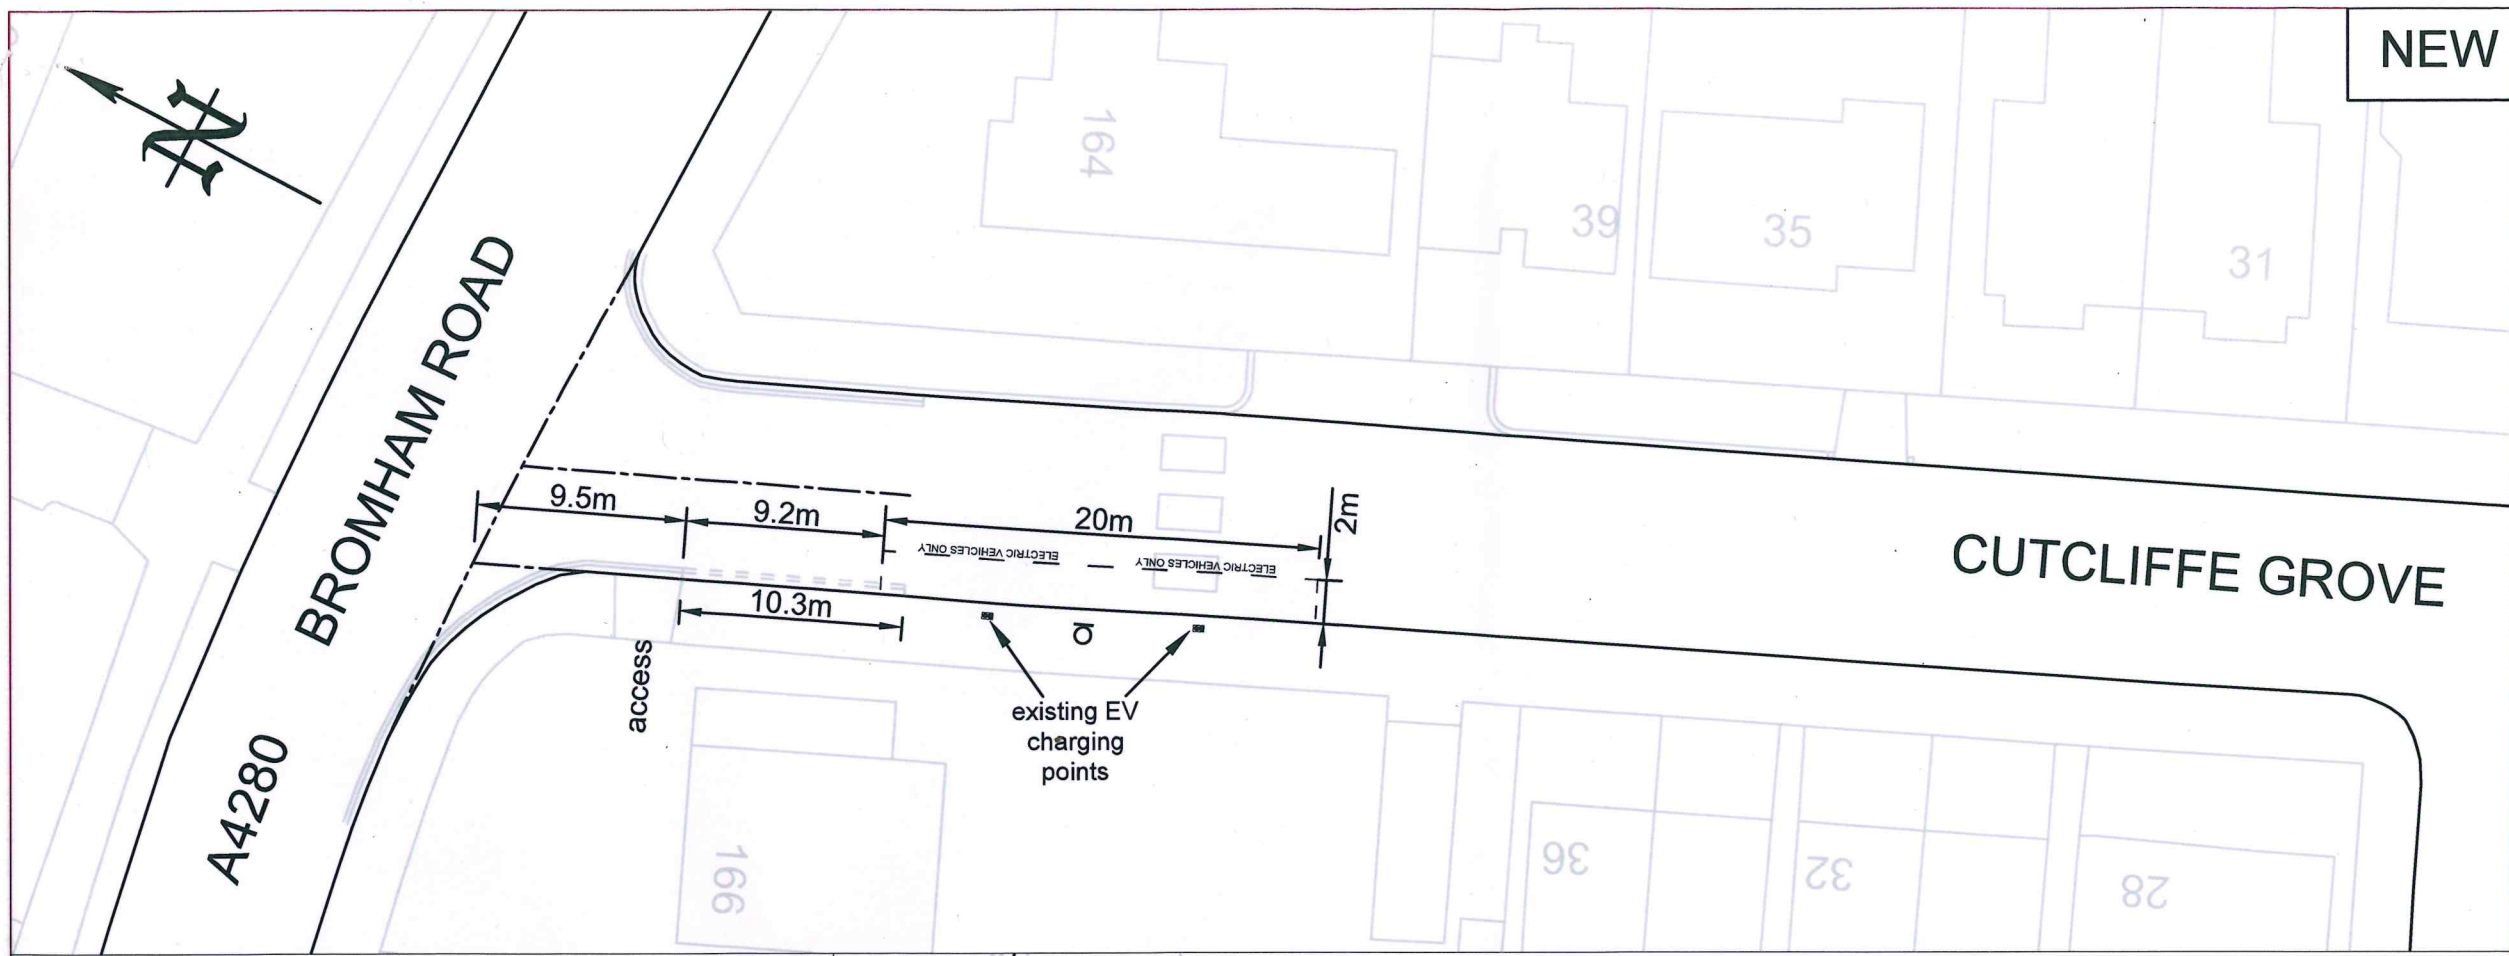 NEW
N
164
39
35
31
BROMHAM ROAD
A4280
9.5m
9.2m
20m
2m
ELECTRIC VEHICLES ONLY
ELECTRIC VEHICLES ONLY
CUTCLIFFE GROVE
10.3m
access
existing EV
charging
points
166
36
32
28